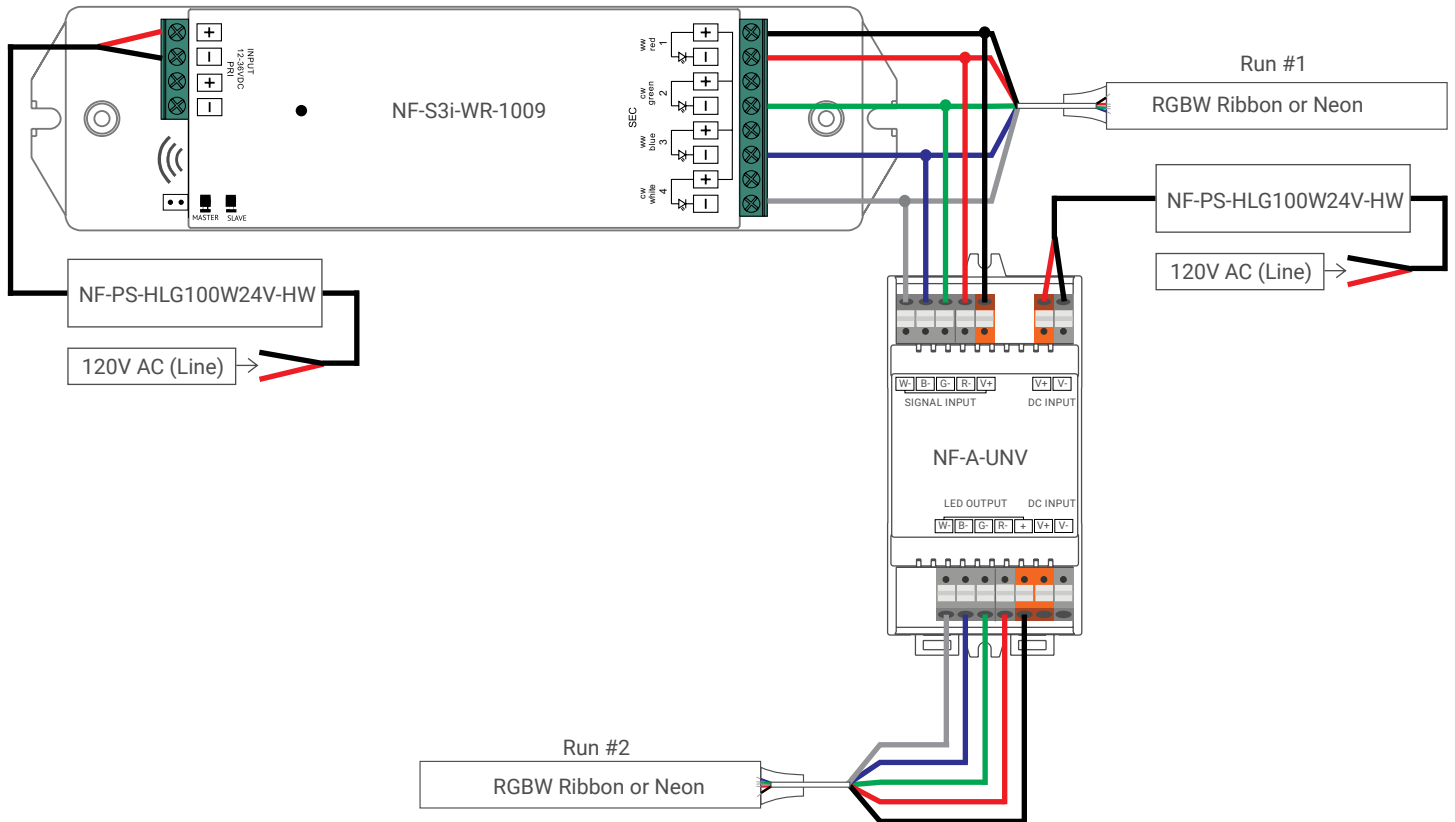 +
−
+
−
INPUT
12-36VDC
PRI
NF-S3i-WR-1009
MASTER
SLAVE
SEC
ww
red
1
+
−
cw
green
2
+
−
ww
blue
3
+
−
cw
white
4
+
−
Run #1
RGBW Ribbon or Neon
NF-PS-HLG100W24V-HW
120V AC (Line)
NF-PS-HLG100W24V-HW
120V AC (Line)
W- B- G- R- V+ V+ V-
SIGNAL INPUT DC INPUT
NF-A-UNV
LED OUTPUT DC INPUT
W- B- G- R- + V+ V-
Run #2
RGBW Ribbon or Neon